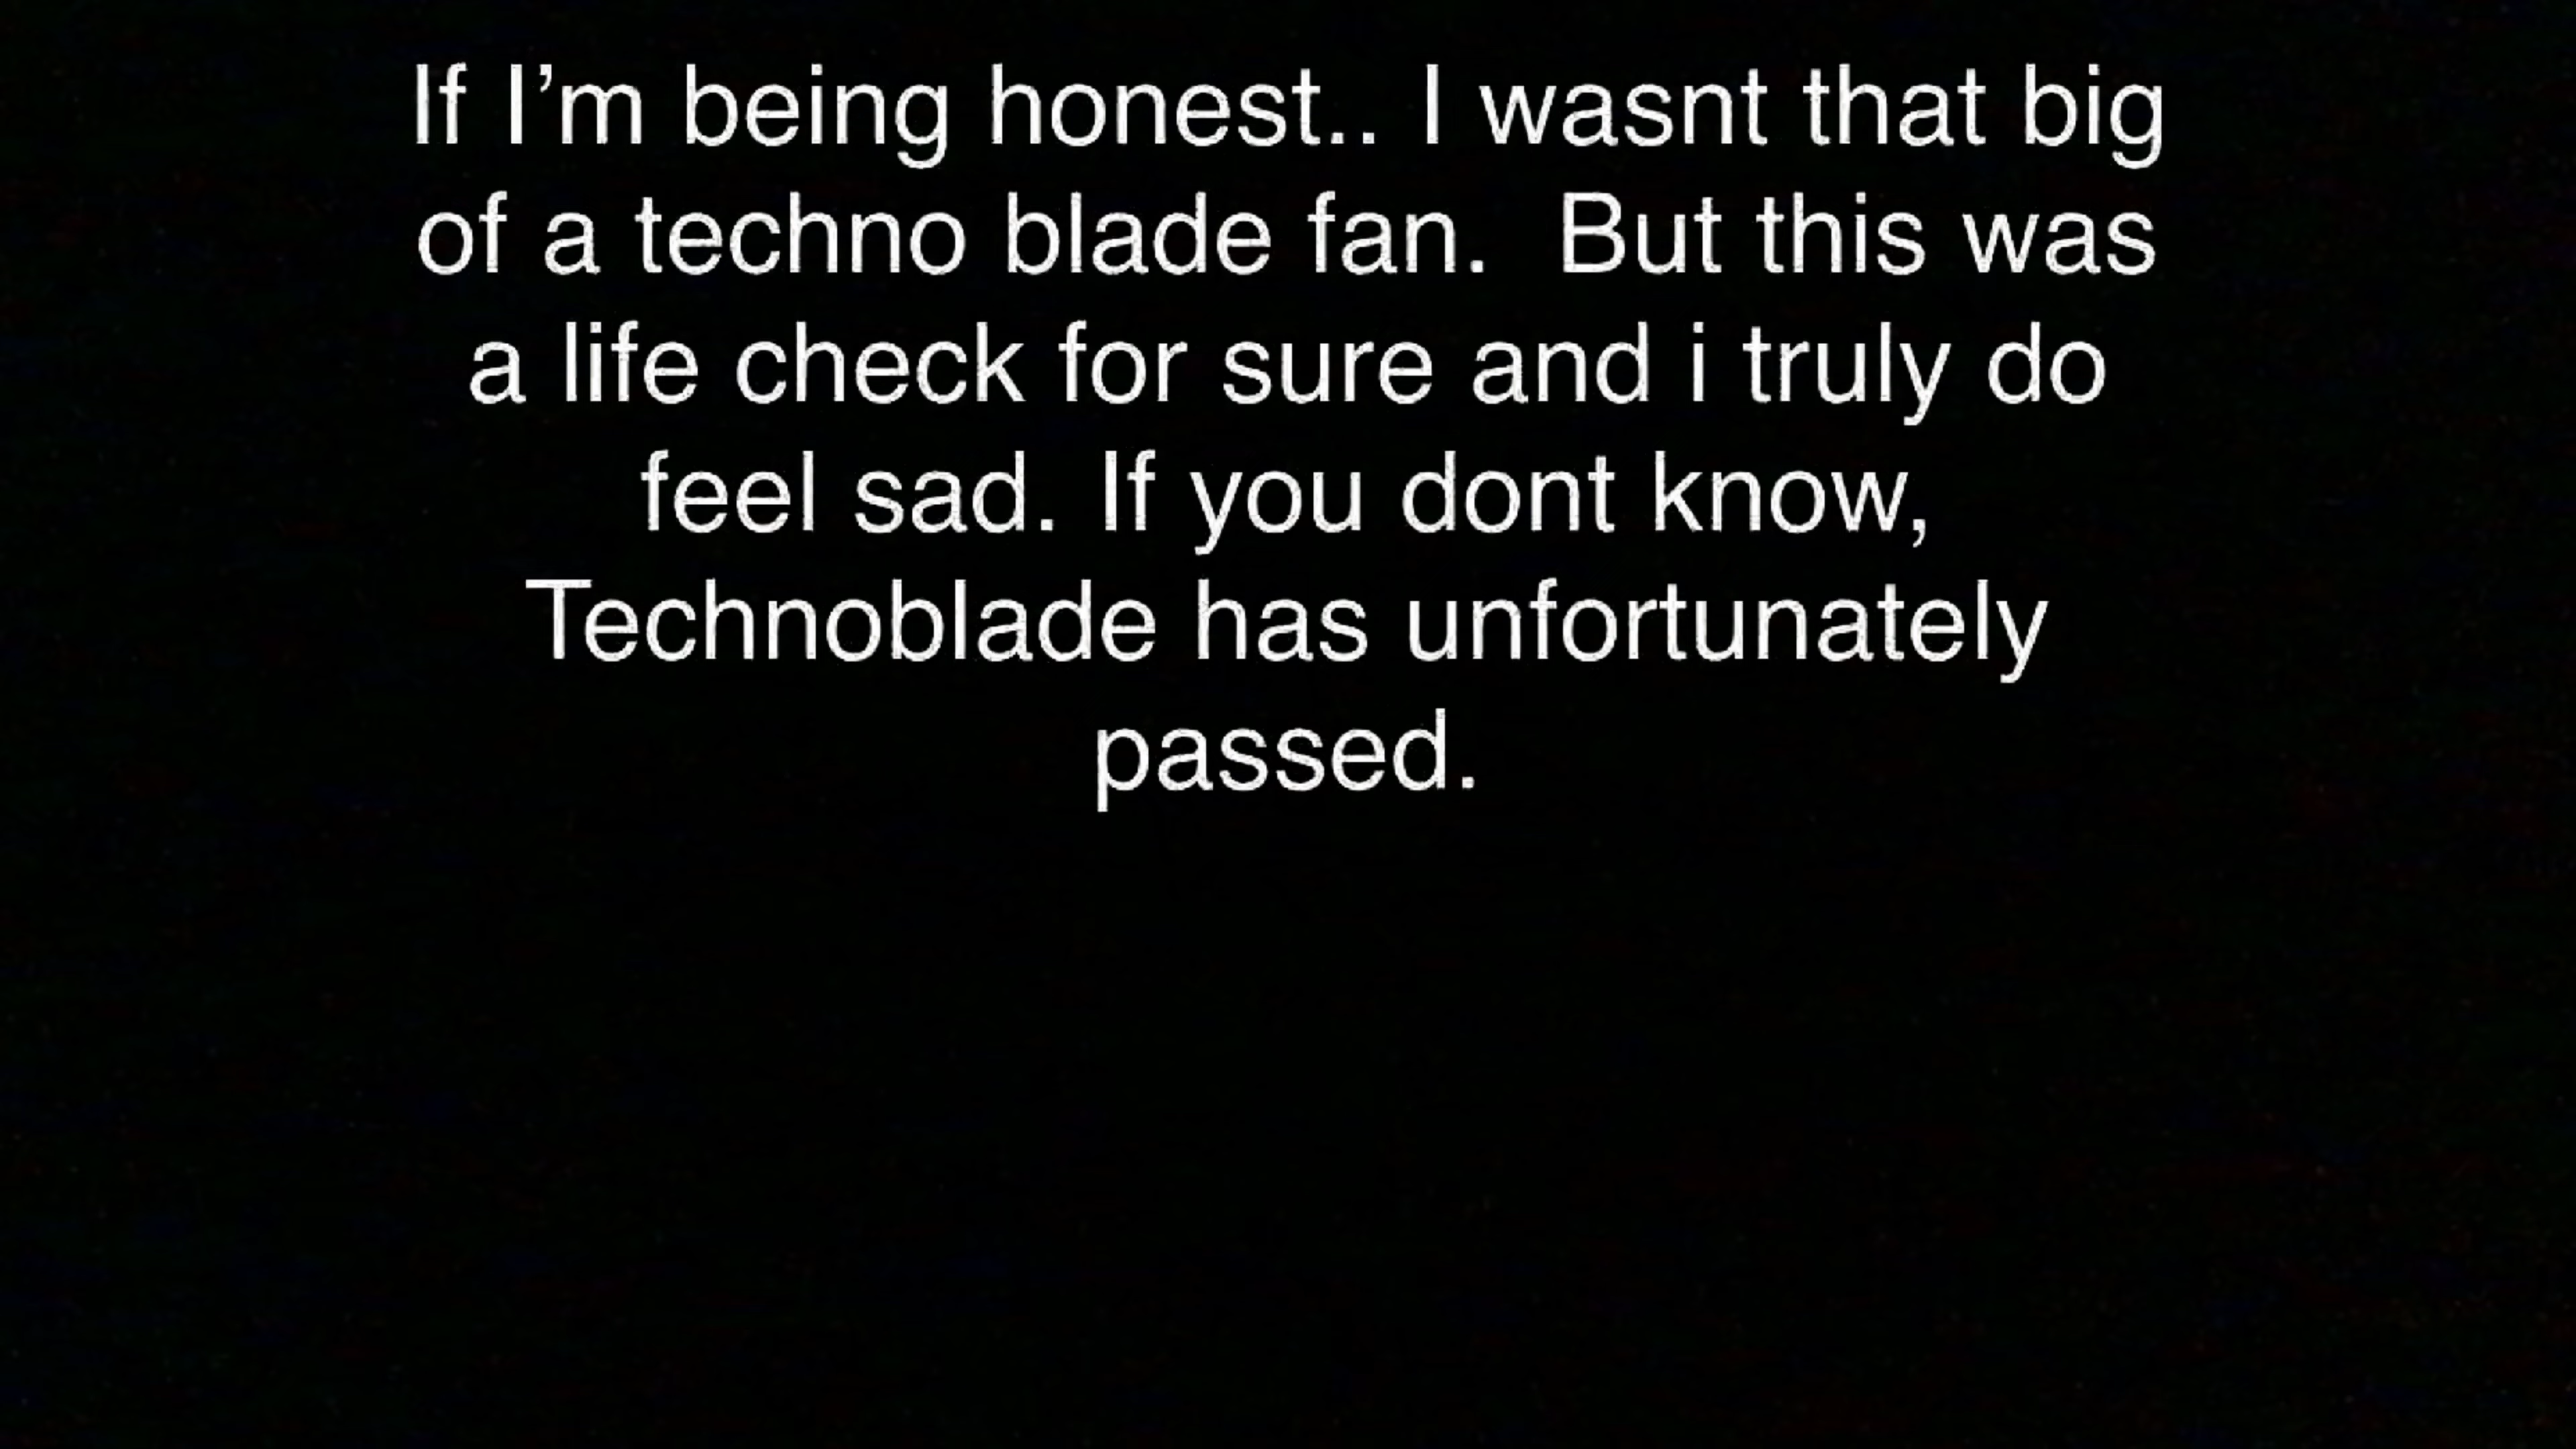 If I’m being honest.. I wasnt that big
of a techno blade fan.  But this was
a life check for sure and i truly do
feel sad. If you dont know,
Technoblade has unfortunately
passed.